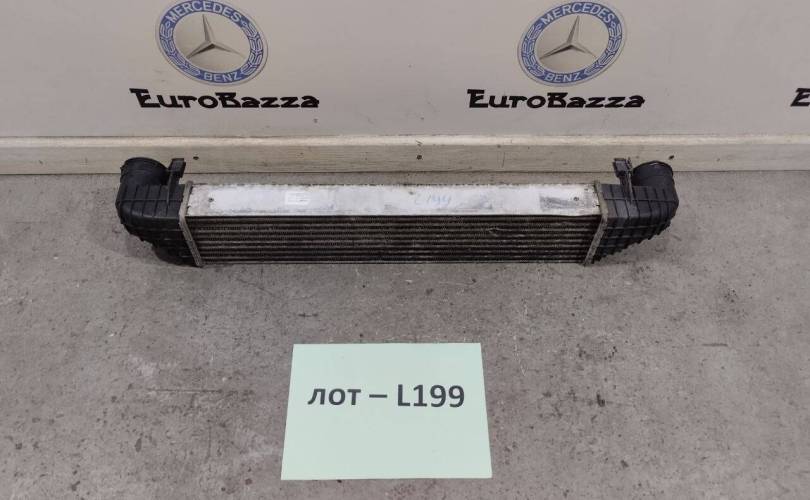 MERCEDES
BENZ
EuroBazza
MERCEDES
BENZ
EuroBazza
лот – L199